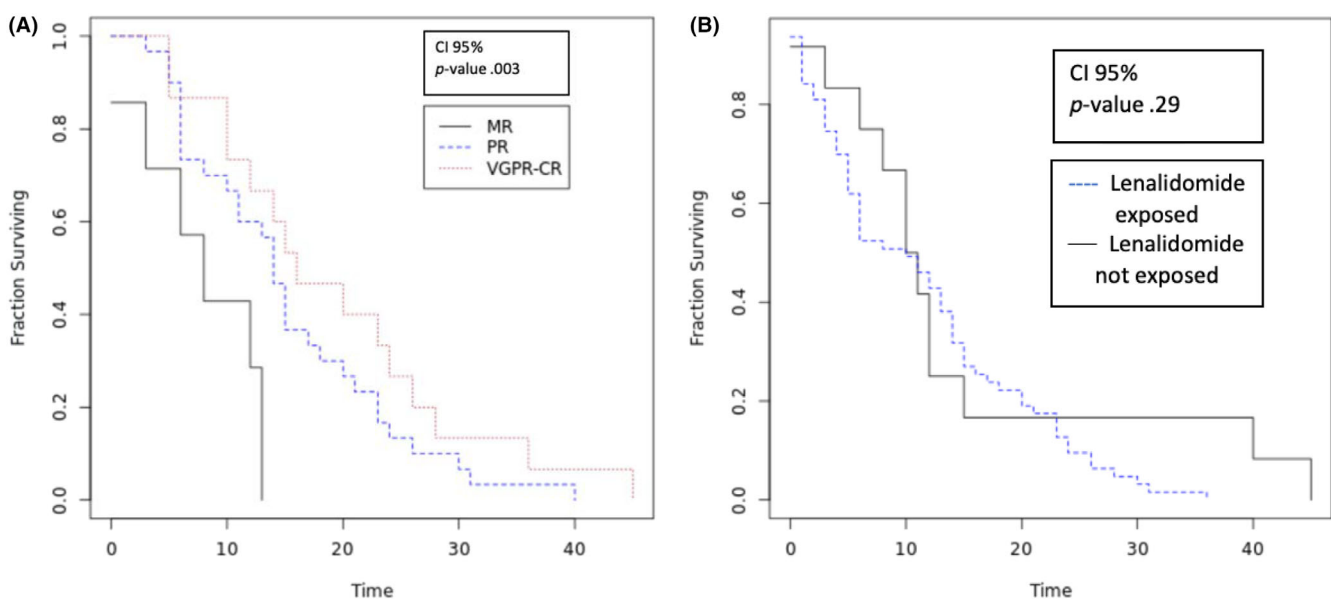 (A)
CI 95%
p-value .003
MR
PR
VGPR-CR
Fraction Surviving
1.0
0.8
0.6
0.4
0.2
0.0
0 10 20 30 40
Time
(B)
CI 95%
p-value .29
Lenalidomide
exposed
Lenalidomide
not exposed
Fraction Surviving
0.8
0.6
0.4
0.2
0.0
0 10 20 30 40
Time